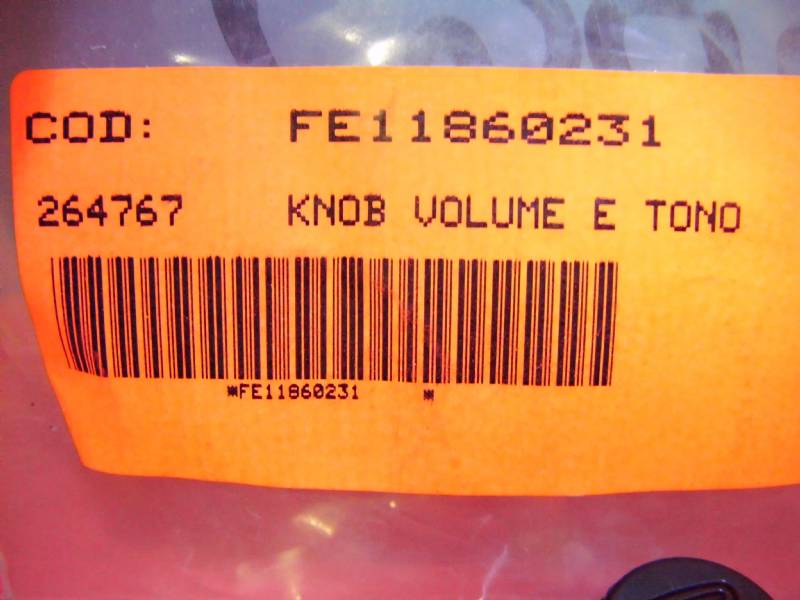 COD: FE11860231
264767 KNOB VOLUME E TONO
*FE11860231 *